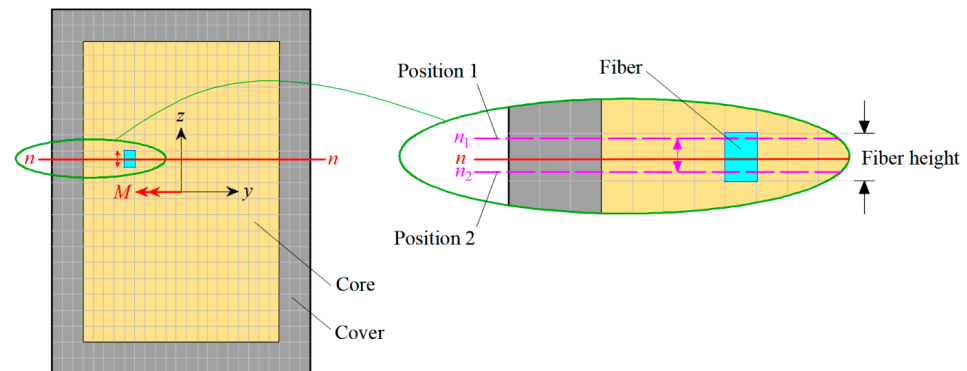 z
n
n
M
y
Core
Cover
Position 1
Fiber
n₁
n
n₂
Fiber height
Position 2